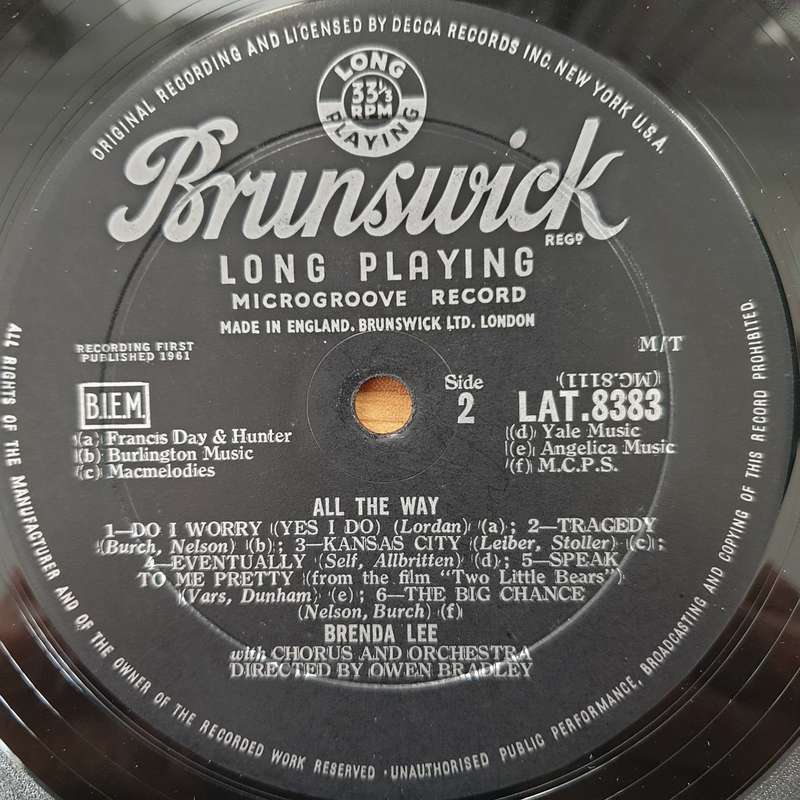 ORIGINAL RECORDING AND LICENSED BY DECCA RECORDS INC. NEW YORK U.S.A.
LONG
33⅓
RPM
PLAYING
Brunswick
REGD
LONG PLAYING
MICROGROOVE RECORD
MADE IN ENGLAND. BRUNSWICK LTD. LONDON
RECORDING FIRST
PUBLISHED 1961
M/T
B.I.E.M.
Side
2
(MG.8111)
LAT.8383
(a) Francis Day & Hunter
(b) Burlington Music
(c) Macmelodies
(d) Yale Music
(e) Angelica Music
(f) M.C.P.S.
ALL THE WAY
1—DO I WORRY (YES I DO) (Lordan) (a); 2—TRAGEDY
(Burch, Nelson) (b); 3—KANSAS CITY (Leiber, Stoller) (c);
4—EVENTUALLY (Self, Allbritten) (d); 5—SPEAK
TO ME PRETTY (from the film "Two Little Bears")
(Vars, Dunham) (e); 6—THE BIG CHANCE
(Nelson, Burch) (f)
BRENDA LEE
with CHORUS AND ORCHESTRA
DIRECTED BY OWEN BRADLEY
ALL RIGHTS OF THE MANUFACTURER AND OF THE OWNER OF THE RECORDED WORK RESERVED · UNAUTHORISED PUBLIC PERFORMANCE, BROADCASTING AND COPYING OF THIS RECORD PROHIBITED.